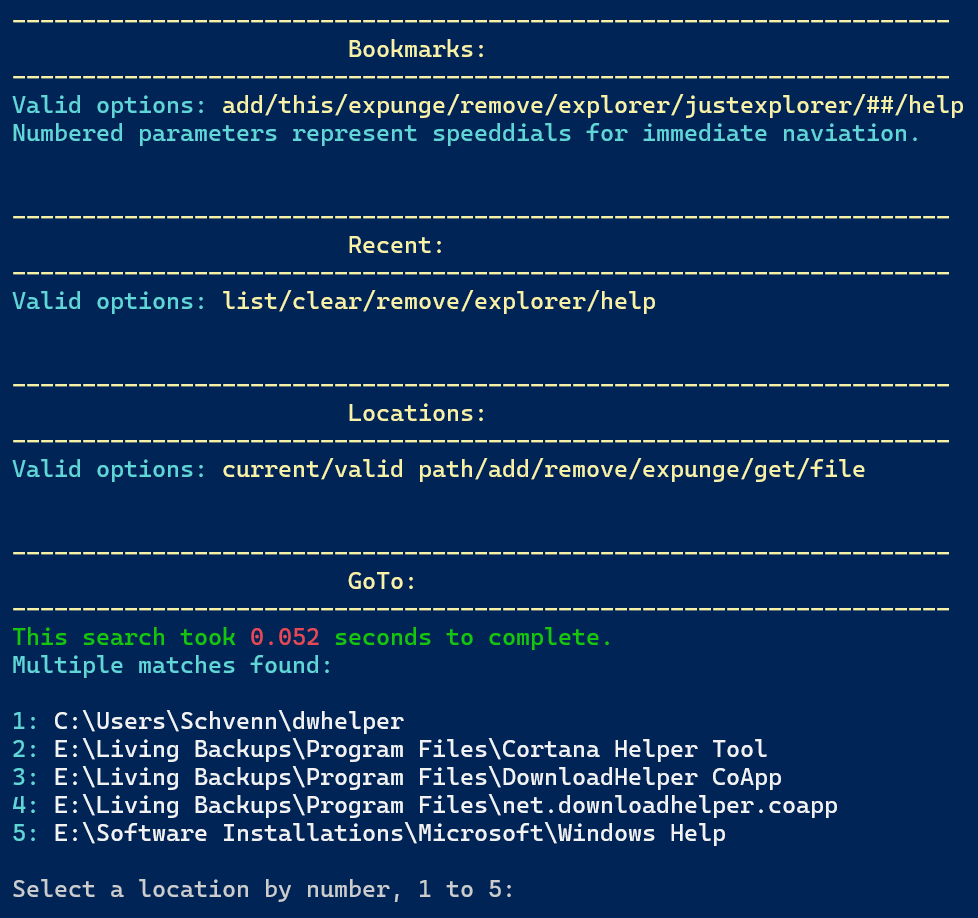 -------------------------------------------------------------------
Bookmarks:
-------------------------------------------------------------------
Valid options: add/this/expunge/remove/explorer/justexplorer/##/help
Numbered parameters represent speeddials for immediate naviation.
-------------------------------------------------------------------
Recent:
-------------------------------------------------------------------
Valid options: list/clear/remove/explorer/help
-------------------------------------------------------------------
Locations:
-------------------------------------------------------------------
Valid options: current/valid path/add/remove/expunge/get/file
-------------------------------------------------------------------
GoTo:
-------------------------------------------------------------------
This search took 0.052 seconds to complete.
Multiple matches found:
1: C:\Users\Schvenn\dwhelper
2: E:\Living Backups\Program Files\Cortana Helper Tool
3: E:\Living Backups\Program Files\DownloadHelper CoApp
4: E:\Living Backups\Program Files\net.downloadhelper.coapp
5: E:\Software Installations\Microsoft\Windows Help
Select a location by number, 1 to 5: